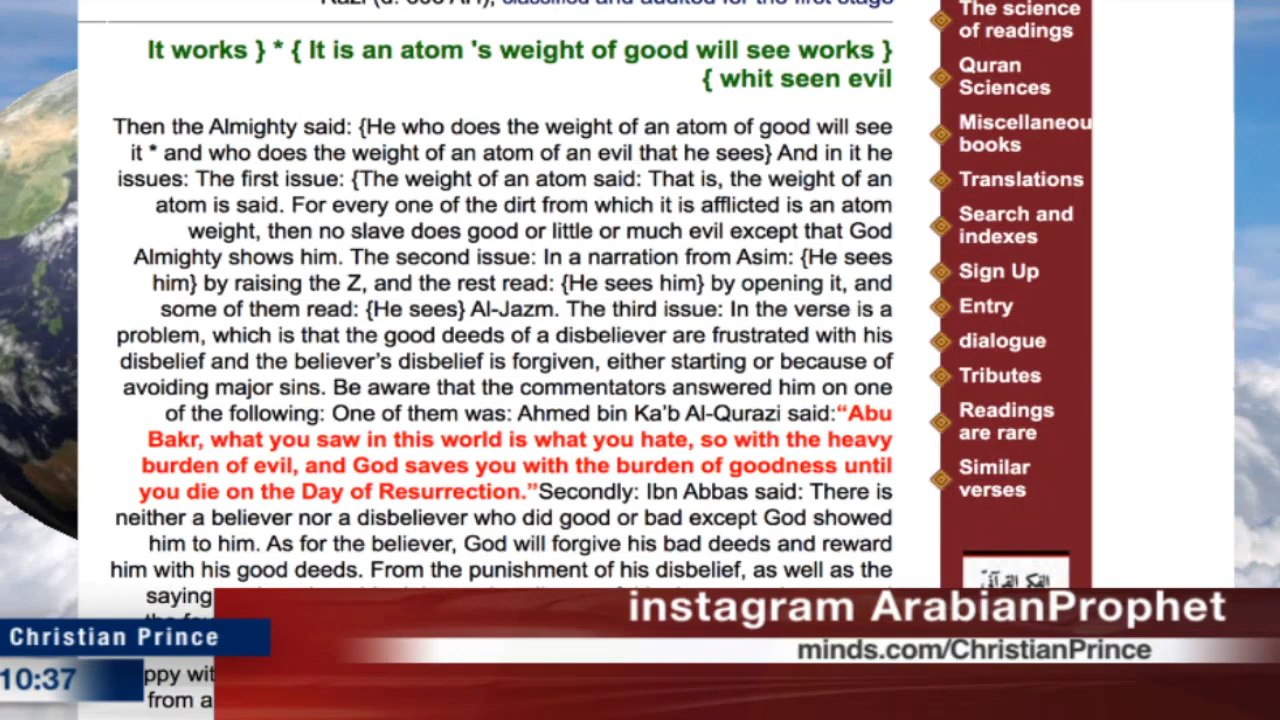 Razi (d. 606 AH), classified and audited for the first stage
It works } * { It is an atom 's weight of good will see works }
{ whit seen evil
Then the Almighty said: {He who does the weight of an atom of good will see
it * and who does the weight of an atom of an evil that he sees} And in it he
issues: The first issue: {The weight of an atom said: That is, the weight of an
atom is said. For every one of the dirt from which it is afflicted is an atom
weight, then no slave does good or little or much evil except that God
Almighty shows him. The second issue: In a narration from Asim: {He sees
him} by raising the Z, and the rest read: {He sees him} by opening it, and
some of them read: {He sees} Al-Jazm. The third issue: In the verse is a
problem, which is that the good deeds of a disbeliever are frustrated with his
disbelief and the believer's disbelief is forgiven, either starting or because of
avoiding major sins. Be aware that the commentators answered him on one
of the following: One of them was: Ahmed bin Ka'b Al-Qurazi said:“Abu
Bakr, what you saw in this world is what you hate, so with the heavy
burden of evil, and God saves you with the burden of goodness until
you die on the Day of Resurrection.”Secondly: Ibn Abbas said: There is
neither a believer nor a disbeliever who did good or bad except God showed
him to him. As for the believer, God will forgive his bad deeds and reward
him with his good deeds. From the punishment of his disbelief, as well as the
saying
ppy wit
from a
The science
of readings
Quran
Sciences
Miscellaneou
books
Translations
Search and
indexes
Sign Up
Entry
dialogue
Tributes
Readings
are rare
Similar
verses
instagram ArabianProphet
minds.com/ChristianPrince
Christian Prince
10:37